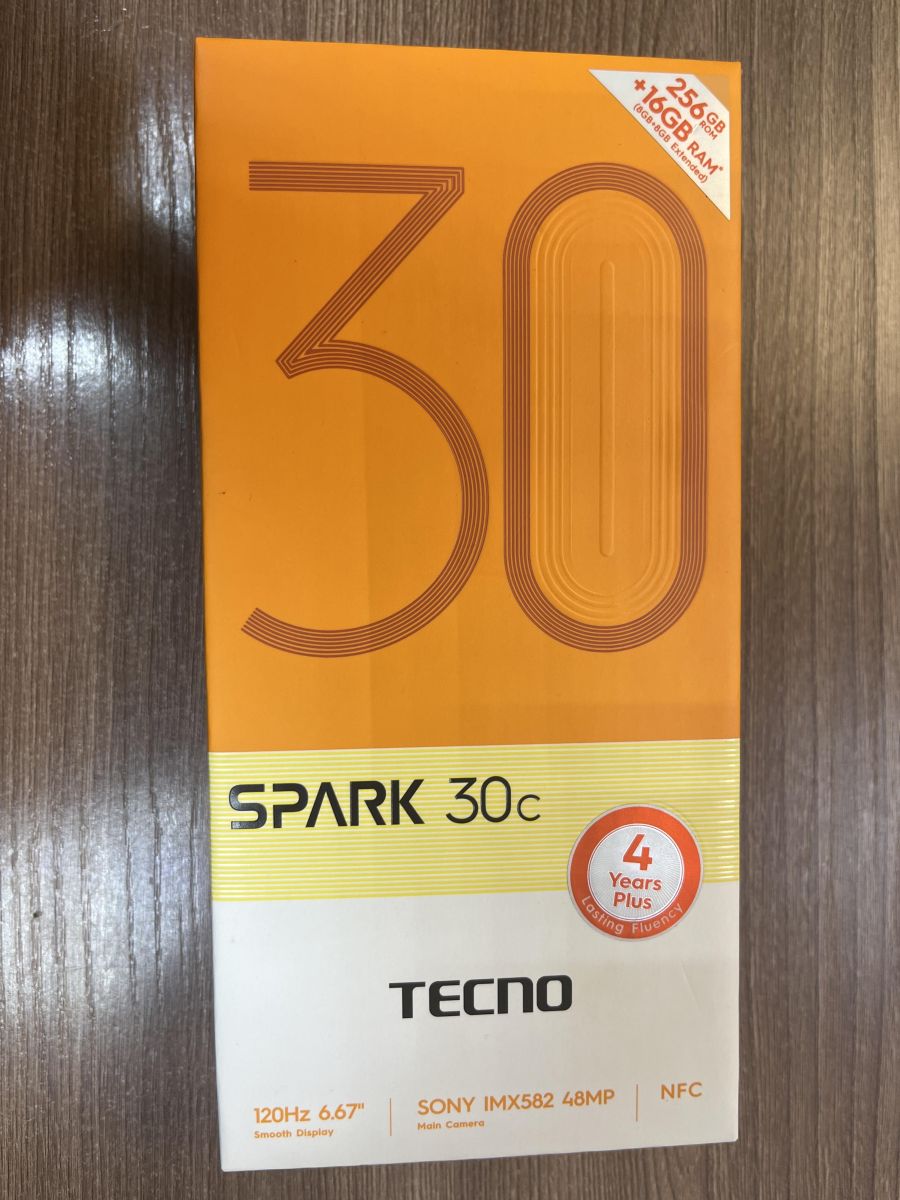 256GB
ROM
+16GB RAM*
(8GB+8GB Extended)
30
SPARK 30C
4
Years
Plus
Lasting Fluency
TECNO
120Hz 6.67"
Smooth Display
SONY IMX582 48MP
Main Camera
NFC